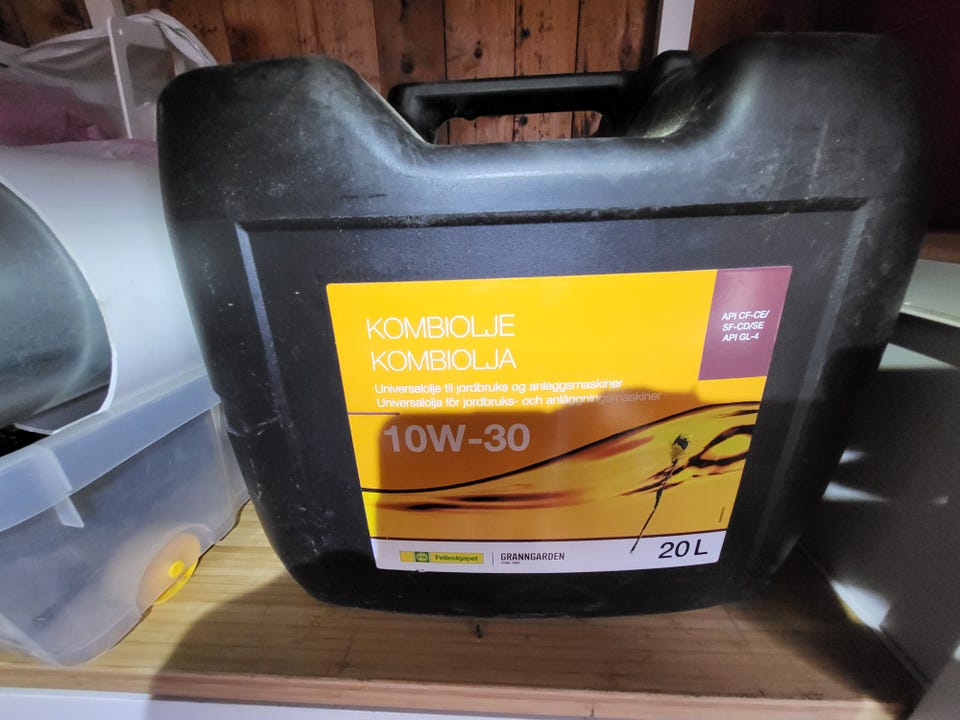 KOMBIOLJE
KOMBIOLJA
Universalolje til jordbruks og anleggsmaskiner
Universalolja för jordbruks- och anläggningsmaskiner
10W-30
API CF-CE/
SF-CD/SE
API GL-4
Felleskjøpet
GRANNGÅRDEN
20 L